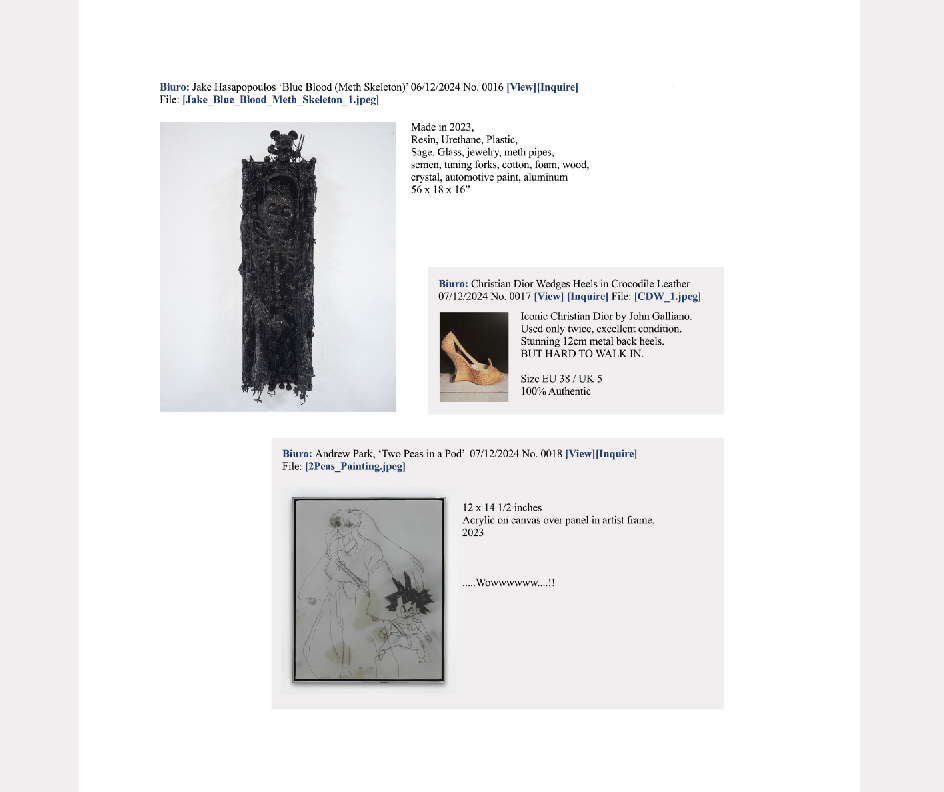 Biuro: Jake Hasapopoulos ‘Blue Blood (Meth Skeleton)’ 06/12/2024 No. 0016 [View][Inquire]
File: [Jake_Blue_Blood_Meth_Skeleton_1.jpeg]
Made in 2023,
Resin, Urethane, Plastic,
Sage, Glass, jewelry, meth pipes,
semen, tuning forks, cotton, foam, wood,
crystal, automotive paint, aluminum
56 x 18 x 16”
Biuro: Christian Dior Wedges Heels in Crocodile Leather
07/12/2024 No. 0017 [View] [Inquire] File: [CDW_1.jpeg]
Iconic Christian Dior by John Galliano.
Used only twice, excellent condition.
Stunning 12cm metal back heels.
BUT HARD TO WALK IN.
Size EU 38 / UK 5
100% Authentic
Biuro: Andrew Park, ‘Two Peas in a Pod’ 07/12/2024 No. 0018 [View][Inquire]
File: [2Peas_Painting.jpeg]
12 x 14 1/2 inches
Acrylic on canvas over panel in artist frame,
2023
.....Wowwwwww....!!